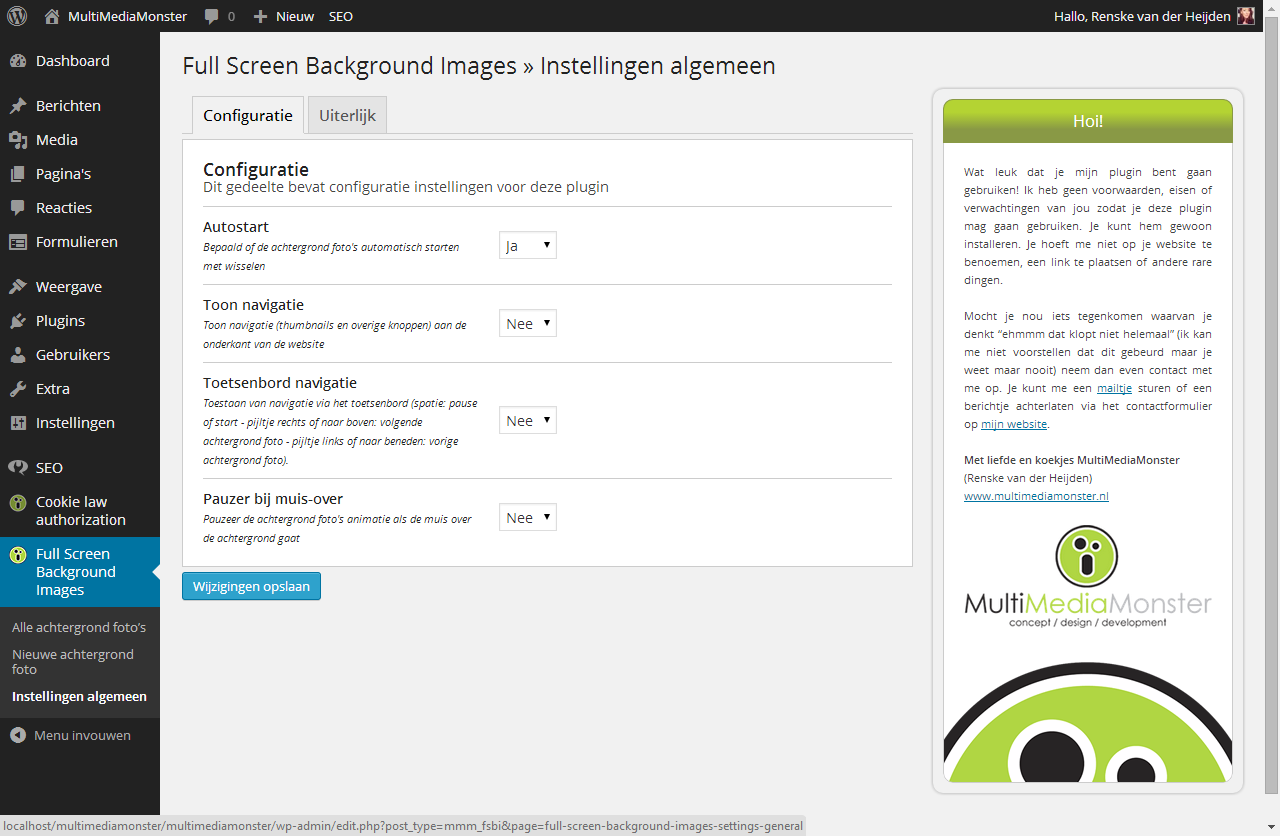 MultiMediaMonster 0 Nieuw SEO Hallo, Renske van der Heijden
Dashboard
Berichten
Media
Pagina's
Reacties
Formulieren
Weergave
Plugins
Gebruikers
Extra
Instellingen
SEO
Cookie law
authorization
Full Screen
Background
Images
Alle achtergrond foto's
Nieuwe achtergrond
foto
Instellingen algemeen
Menu invouwen
Full Screen Background Images » Instellingen algemeen
Configuratie Uiterlijk
Configuratie
Dit gedeelte bevat configuratie instellingen voor deze plugin
Autostart
Bepaald of de achtergrond foto's automatisch starten
met wisselen
Ja
Toon navigatie
Toon navigatie (thumbnails en overige knoppen) aan de
onderkant van de website
Nee
Toetsenbord navigatie
Toestaan van navigatie via het toetsenbord (spatie: pause
of start - pijltje rechts of naar boven: volgende
achtergrond foto - pijltje links of naar beneden: vorige
achtergrond foto).
Nee
Pauzer bij muis-over
Pauzeer de achtergrond foto's animatie als de muis over
de achtergrond gaat
Nee
Wijzigingen opslaan
Hoi!
Wat leuk dat je mijn plugin bent gaan
gebruiken! Ik heb geen voorwaarden, eisen of
verwachtingen van jou zodat je deze plugin
mag gaan gebruiken. Je kunt hem gewoon
installeren. Je hoeft me niet op je website te
benoemen, een link te plaatsen of andere rare
dingen.
Mocht je nou iets tegenkomen waarvan je
denkt “ehmmm dat klopt niet helemaal” (ik kan
me niet voorstellen dat dit gebeurd maar je
weet maar nooit) neem dan even contact met
me op. Je kunt me een mailtje sturen of een
berichtje achterlaten via het contactformulier
op mijn website.
Met liefde en koekjes MultiMediaMonster
(Renske van der Heijden)
www.multimediamonster.nl
MultiMediaMonster
concept / design / development
localhost/multimediamonster/multimediamonster/wp-admin/edit.php?post_type=mmm_fsbi&page=full-screen-background-images-settings-general